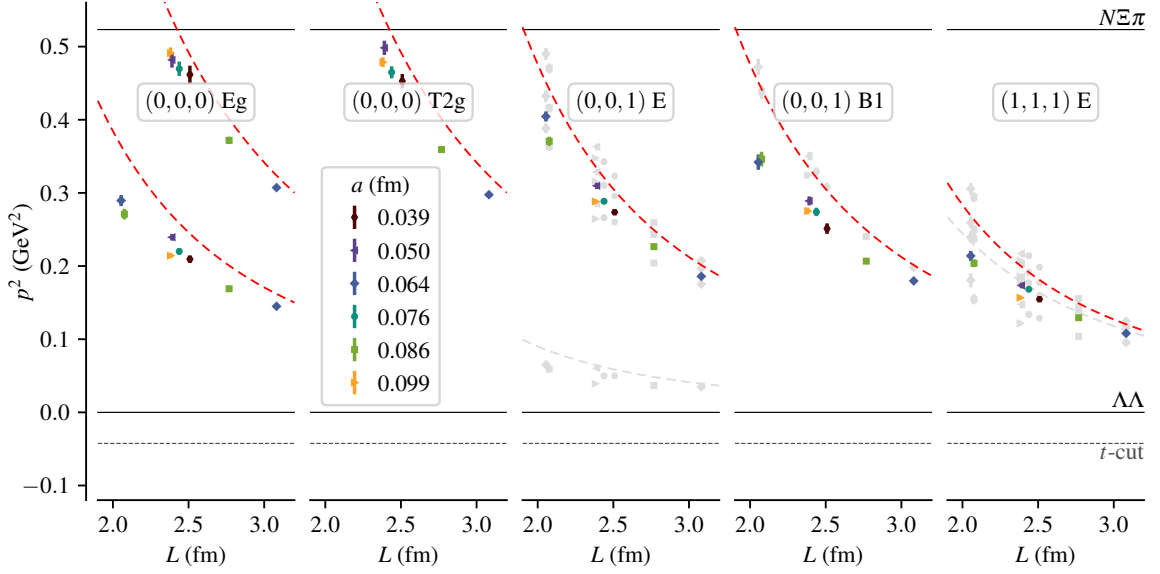 NΞπ
0.5
0.4
0.3
0.2
0.1
0.0
−0.1
p² (GeV²)
(0,0,0) Eg
(0,0,0) T2g
(0,0,1) E
(0,0,1) B1
(1,1,1) E
a (fm)
0.039
0.050
0.064
0.076
0.086
0.099
ΛΛ
t-cut
2.0 2.5 3.0 2.0 2.5 3.0 2.0 2.5 3.0 2.0 2.5 3.0 2.0 2.5 3.0
L (fm) L (fm) L (fm) L (fm) L (fm)